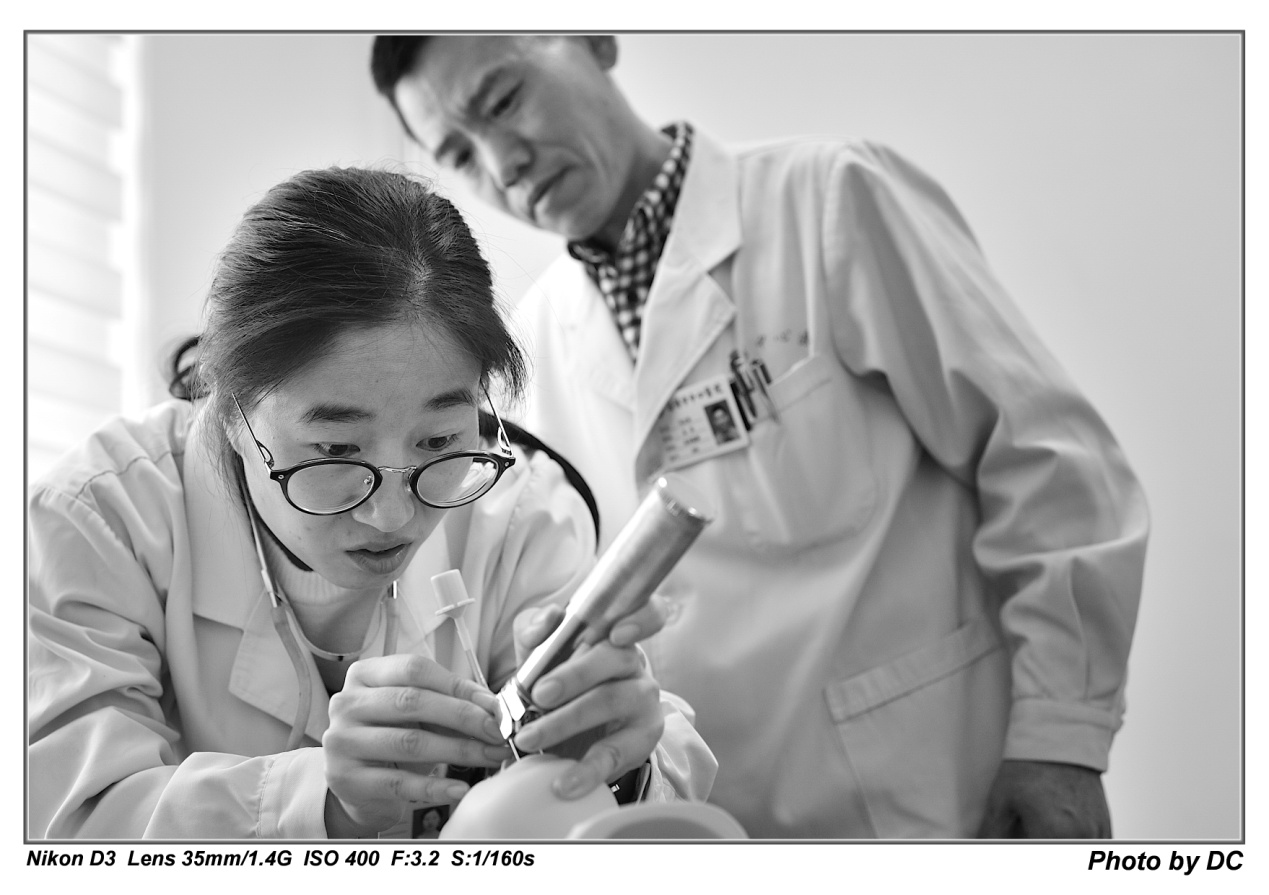 Nikon D3 Lens 35mm/1.4G ISO 400 F:3.2 S:1/160s
Photo by DC